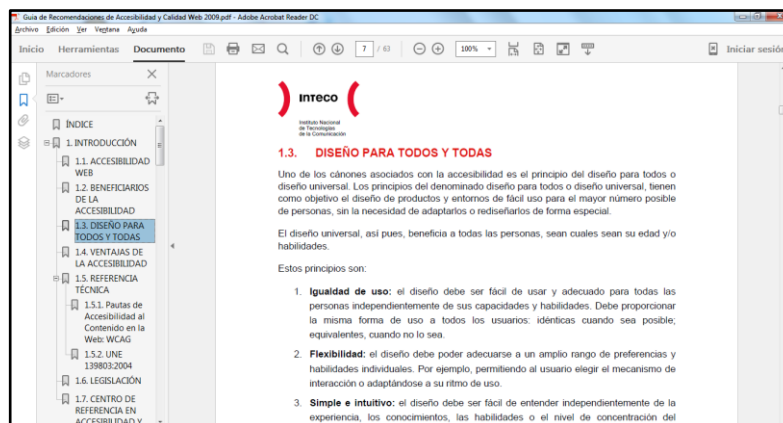 Guía de Recomendaciones de Accesibilidad y Calidad Web 2009.pdf - Adobe Acrobat Reader DC
Archivo Edición Ver Ventana Ayuda
Inicio Herramientas Documento 7 / 63 100% Iniciar sesión
Marcadores
ÍNDICE
1. INTRODUCCIÓN
1.1. ACCESIBILIDAD
WEB
1.2. BENEFICIARIOS
DE LA
ACCESIBILIDAD
1.3. DISEÑO PARA
TODOS Y TODAS
1.4. VENTAJAS DE
LA ACCESIBILIDAD
1.5. REFERENCIA
TÉCNICA
1.5.1. Pautas de
Accesibilidad al
Contenido en la
Web: WCAG
1.5.2. UNE
139803:2004
1.6. LEGISLACIÓN
1.7. CENTRO DE
REFERENCIA EN
ACCESIBILIDAD Y
INTECO
Instituto Nacional
de Tecnologías
de la Comunicación
1.3. DISEÑO PARA TODOS Y TODAS
Uno de los cánones asociados con la accesibilidad es el principio del diseño para todos o
diseño universal. Los principios del denominado diseño para todos o diseño universal, tienen
como objetivo el diseño de productos y entornos de fácil uso para el mayor número posible
de personas, sin la necesidad de adaptarlos o rediseñarlos de forma especial.
El diseño universal, así pues, beneficia a todas las personas, sean cuales sean su edad y/o
habilidades.
Estos principios son:
1. Igualdad de uso: el diseño debe ser fácil de usar y adecuado para todas las
personas independientemente de sus capacidades y habilidades. Debe proporcionar
la misma forma de uso a todos los usuarios: idénticas cuando sea posible;
equivalentes, cuando no lo sea.
2. Flexibilidad: el diseño debe poder adecuarse a un amplio rango de preferencias y
habilidades individuales. Por ejemplo, permitiendo al usuario elegir el mecanismo de
interacción o adaptándose a su ritmo de uso.
3. Simple e intuitivo: el diseño debe ser fácil de entender independientemente de la
experiencia, los conocimientos, las habilidades o el nivel de concentración del